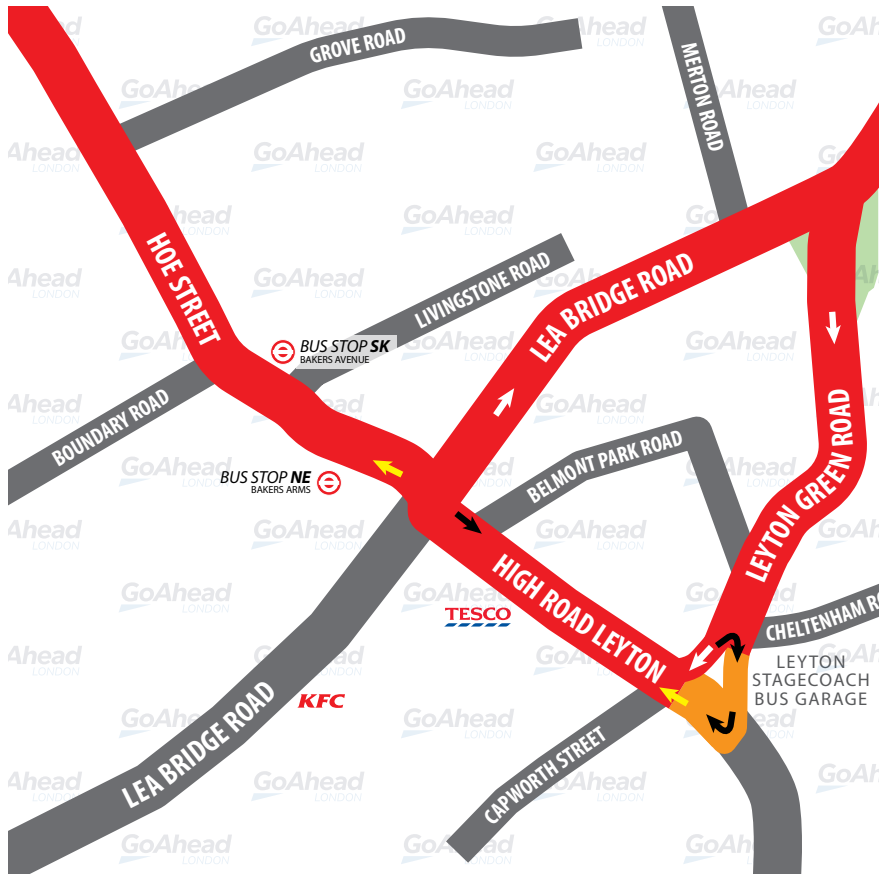 GROVE ROAD
MERTON ROAD
HOE STREET
LIVINGSTONE ROAD
LEA BRIDGE ROAD
BUS STOP SK
BAKERS AVENUE
BOUNDARY ROAD
BUS STOP NE
BAKERS ARMS
BELMONT PARK ROAD
LEYTON GREEN ROAD
HIGH ROAD LEYTON
TESCO
CHELTENHAM RO
LEYTON
STAGECOACH
BUS GARAGE
KFC
LEA BRIDGE ROAD
CAPWORTH STREET
GoAhead
LONDON